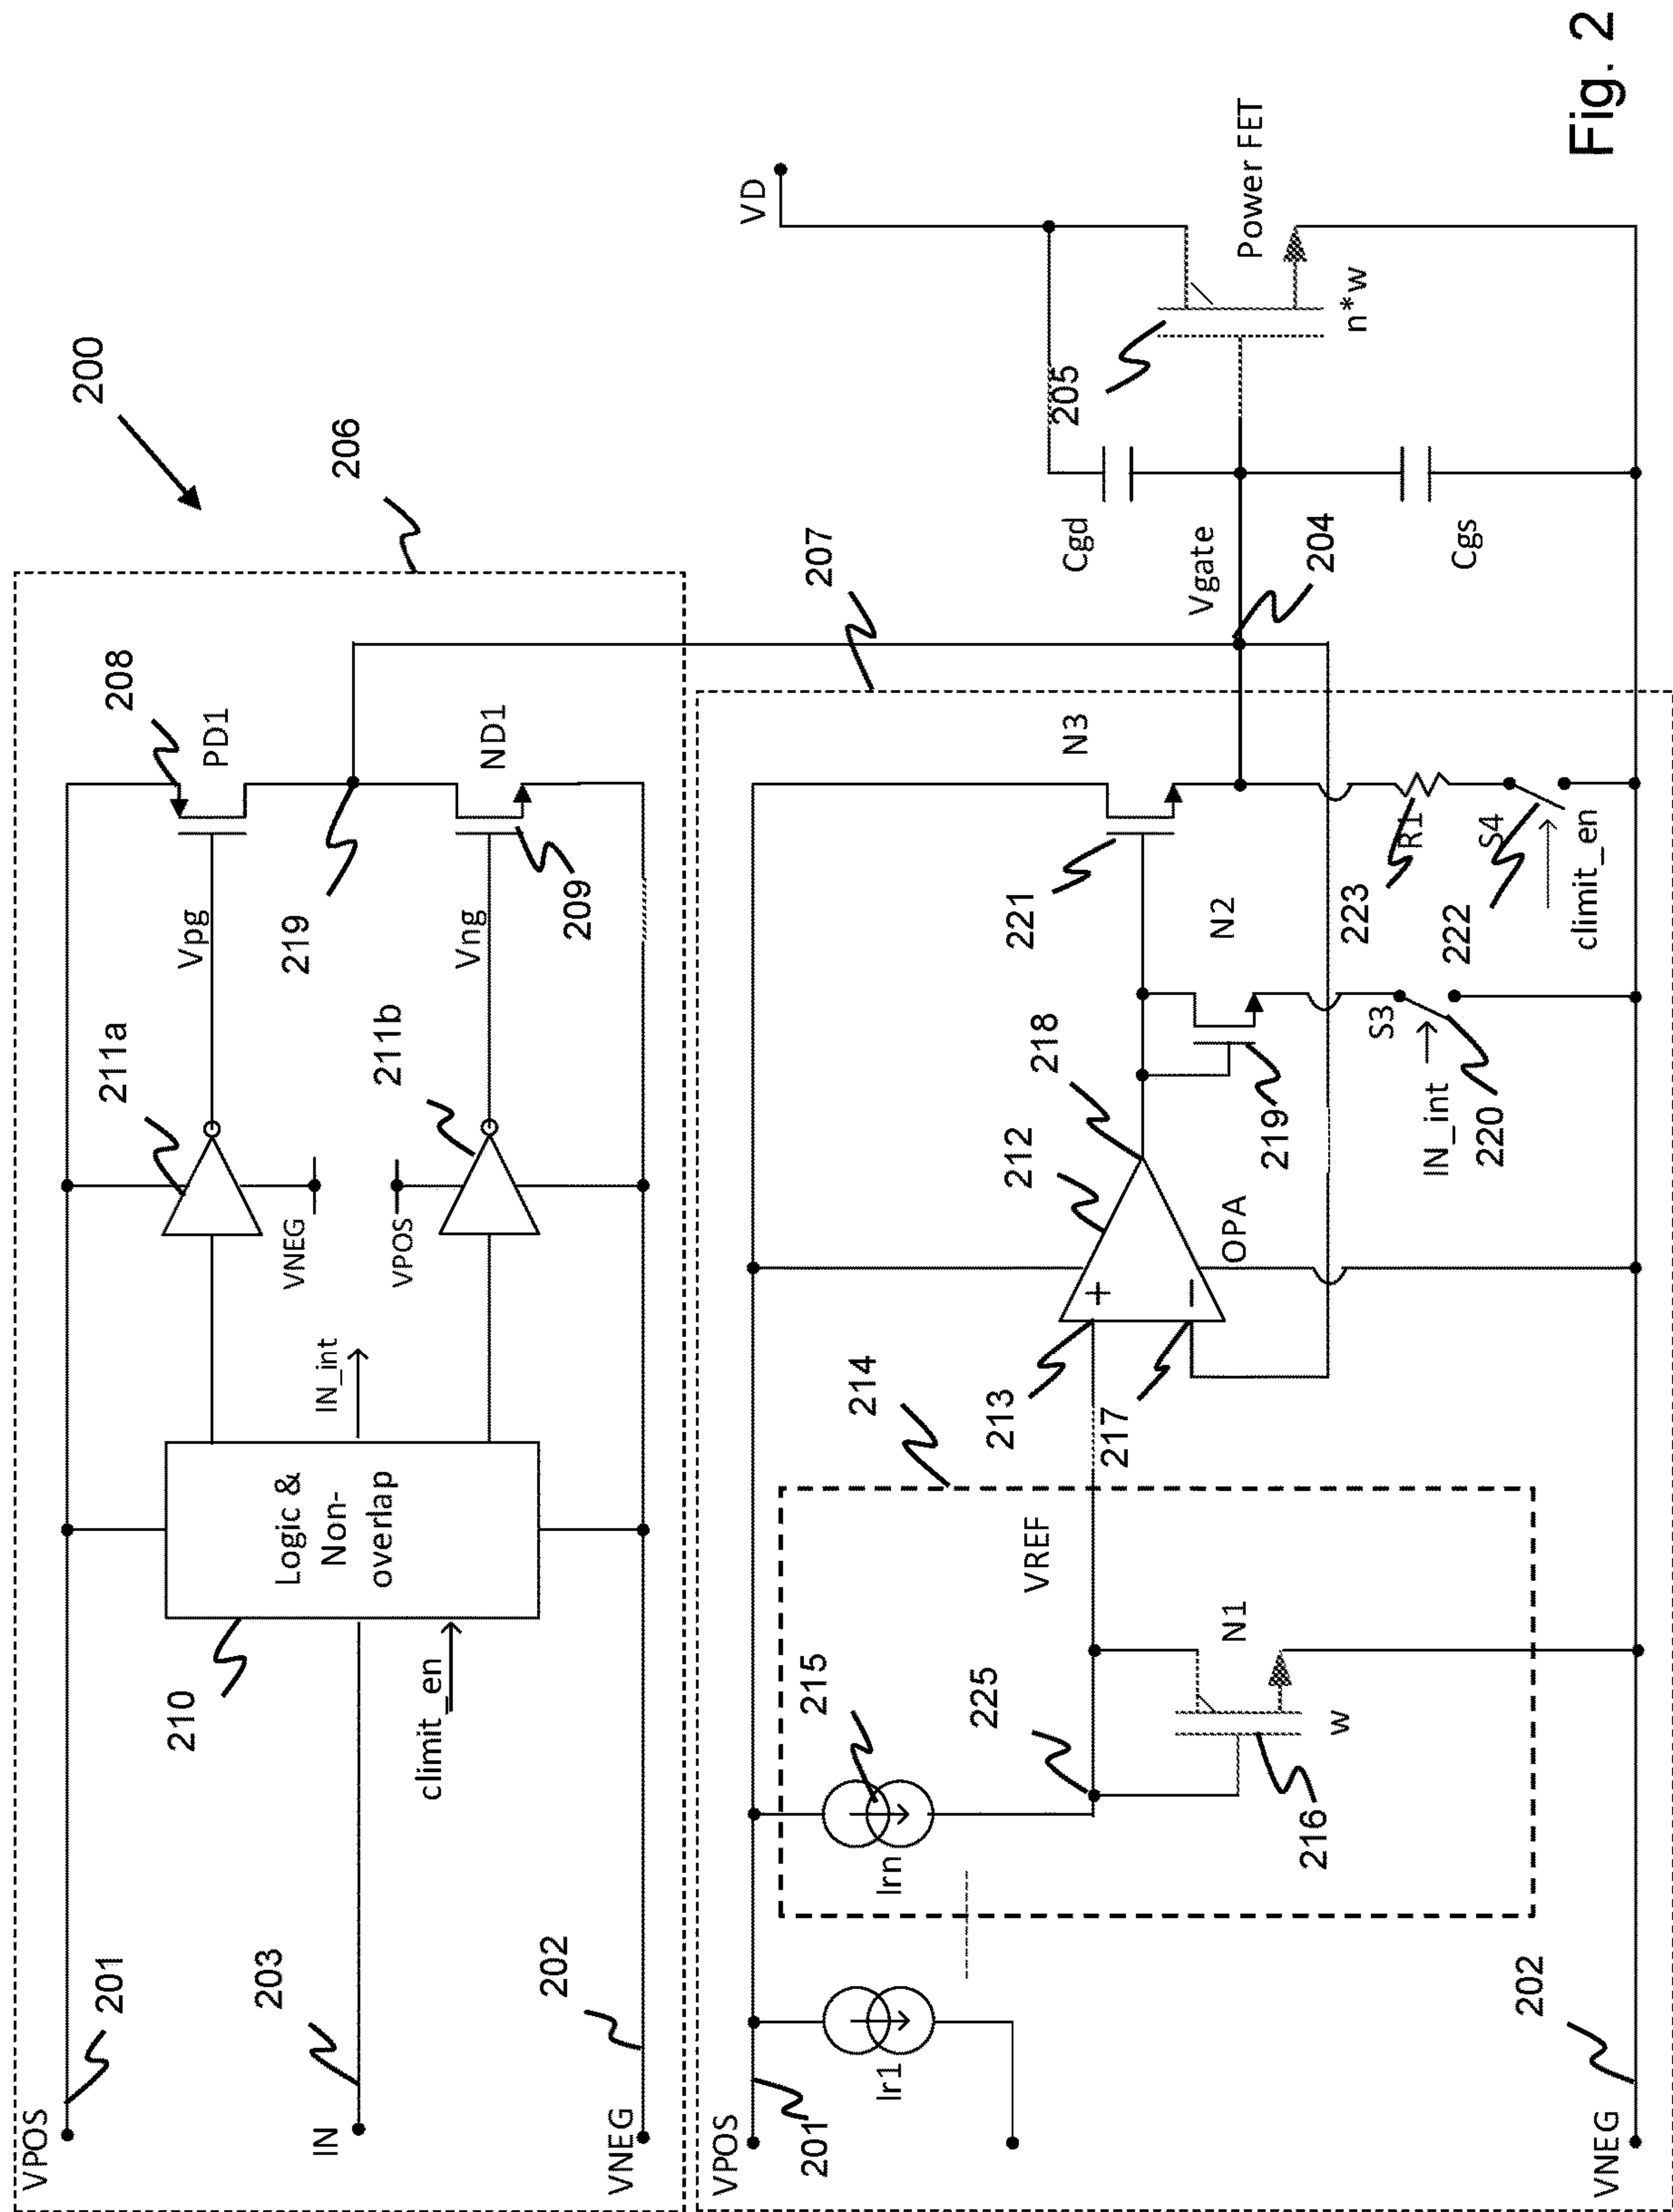 200
206
VPOS
201
211a
Vpg
208
PD1
VNEG
IN
203
210
Logic &
Non-
overlap
IN_int
219
climit_en
VPOS
211b
Vng
ND1
209
VNEG
202
207
VPOS
201
Ir1
Irn
215
214
VREF
225
N1
216
w
213
217
+
−
212
OPA
218
N2
219
S3
IN_int
220
221
N3
R1
223
S4
222
climit_en
VNEG
202
VD
Cgd
Vgate
204
Cgs
205
Power FET
n*w
Fig. 2